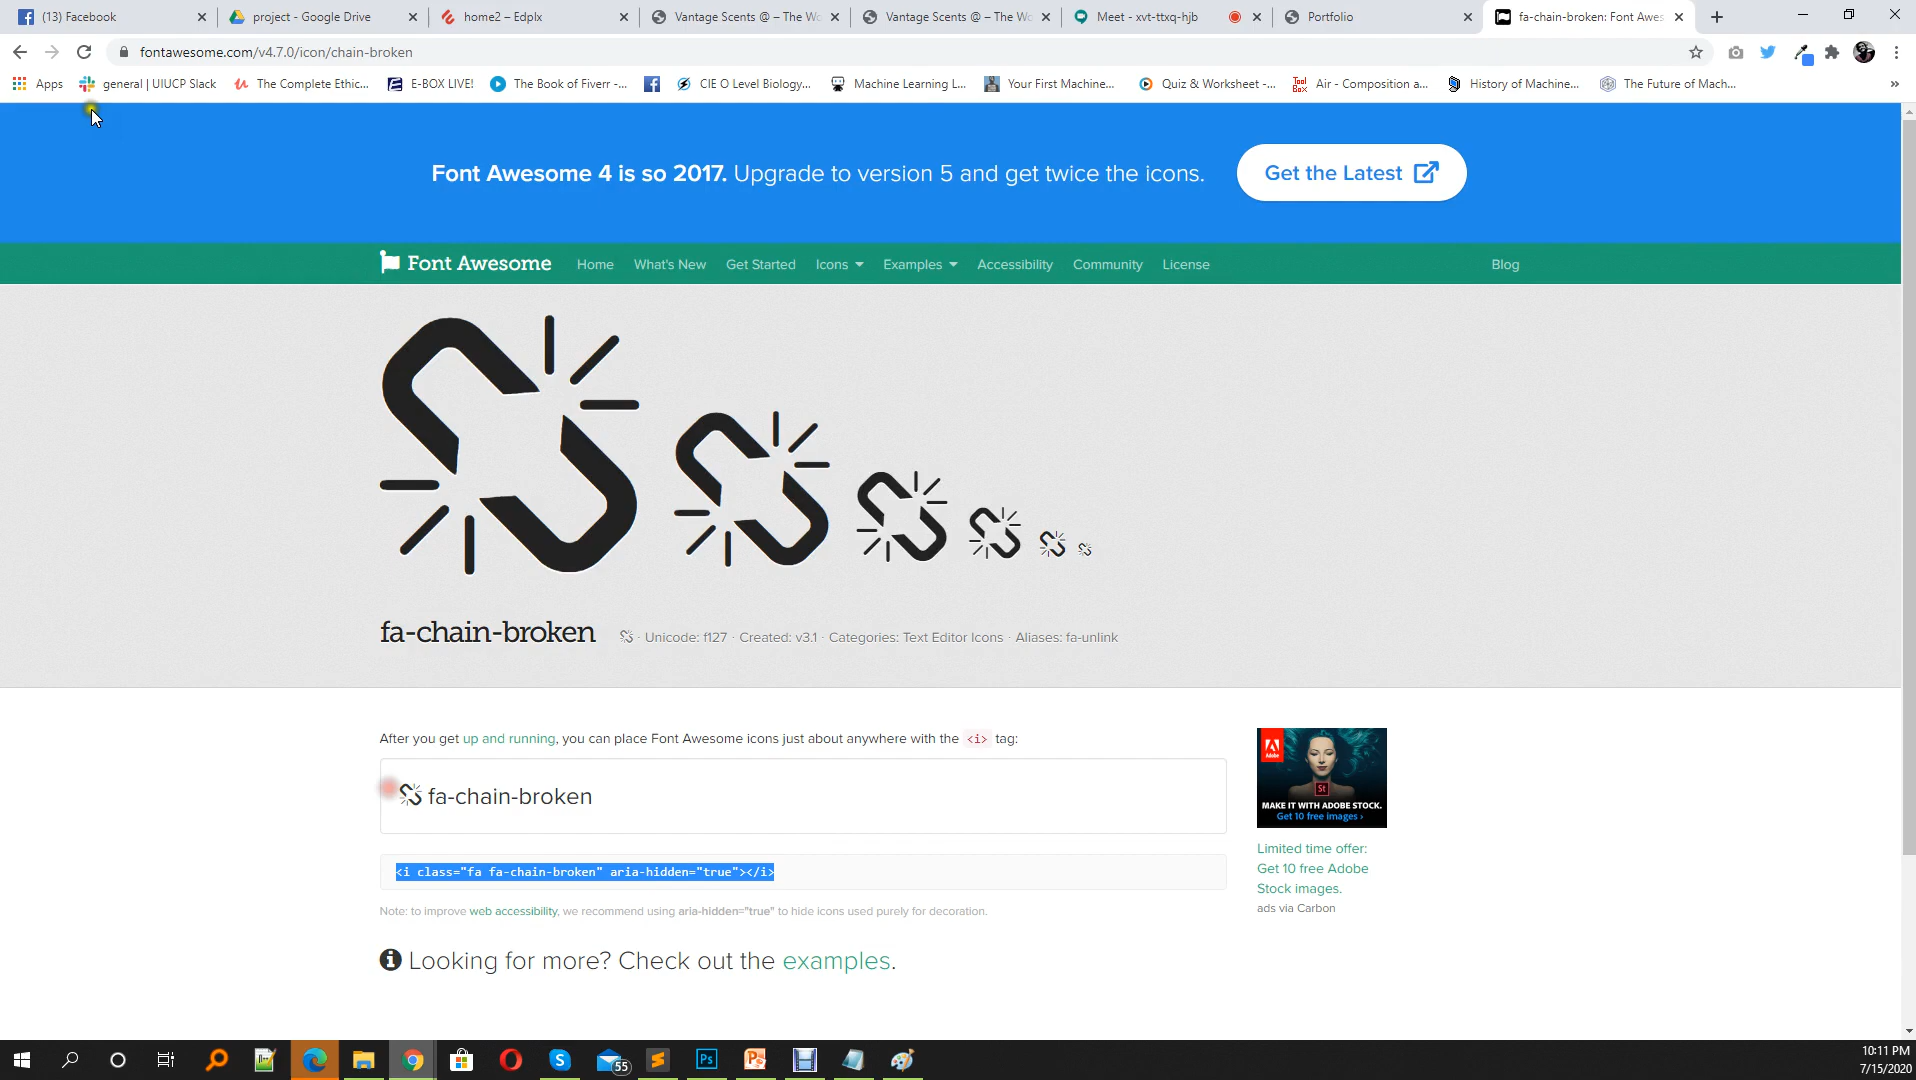 (13) Facebook
project - Google Drive
home2 – Edplx
Vantage Scents @ – The Wo
Vantage Scents @ – The Wo
Meet - xvt-ttxq-hjb
Portfolio
fa-chain-broken: Font Awes
fontawesome.com/v4.7.0/icon/chain-broken
Apps
general | UIUCP Slack
The Complete Ethic...
E-BOX LIVE!
The Book of Fiverr -...
CIE O Level Biology...
Machine Learning L...
Your First Machine...
Quiz & Worksheet -...
Air - Composition a...
History of Machine...
The Future of Mach...
»
Font Awesome 4 is so 2017. Upgrade to version 5 and get twice the icons.
Get the Latest
Font Awesome
Home
What's New
Get Started
Icons
Examples
Accessibility
Community
License
Blog
fa-chain-broken
Unicode: f127 · Created: v3.1 · Categories: Text Editor Icons · Aliases: fa-unlink
After you get up and running, you can place Font Awesome icons just about anywhere with the <i> tag:
fa-chain-broken
<i class="fa fa-chain-broken" aria-hidden="true"></i>
Note: to improve web accessibility, we recommend using aria-hidden="true" to hide icons used purely for decoration.
Looking for more? Check out the examples.
Adobe
St
MAKE IT WITH ADOBE STOCK.
Get 10 free images ›
Limited time offer:
Get 10 free Adobe
Stock images.
ads via Carbon
55
Ps
10:11 PM
7/15/2020